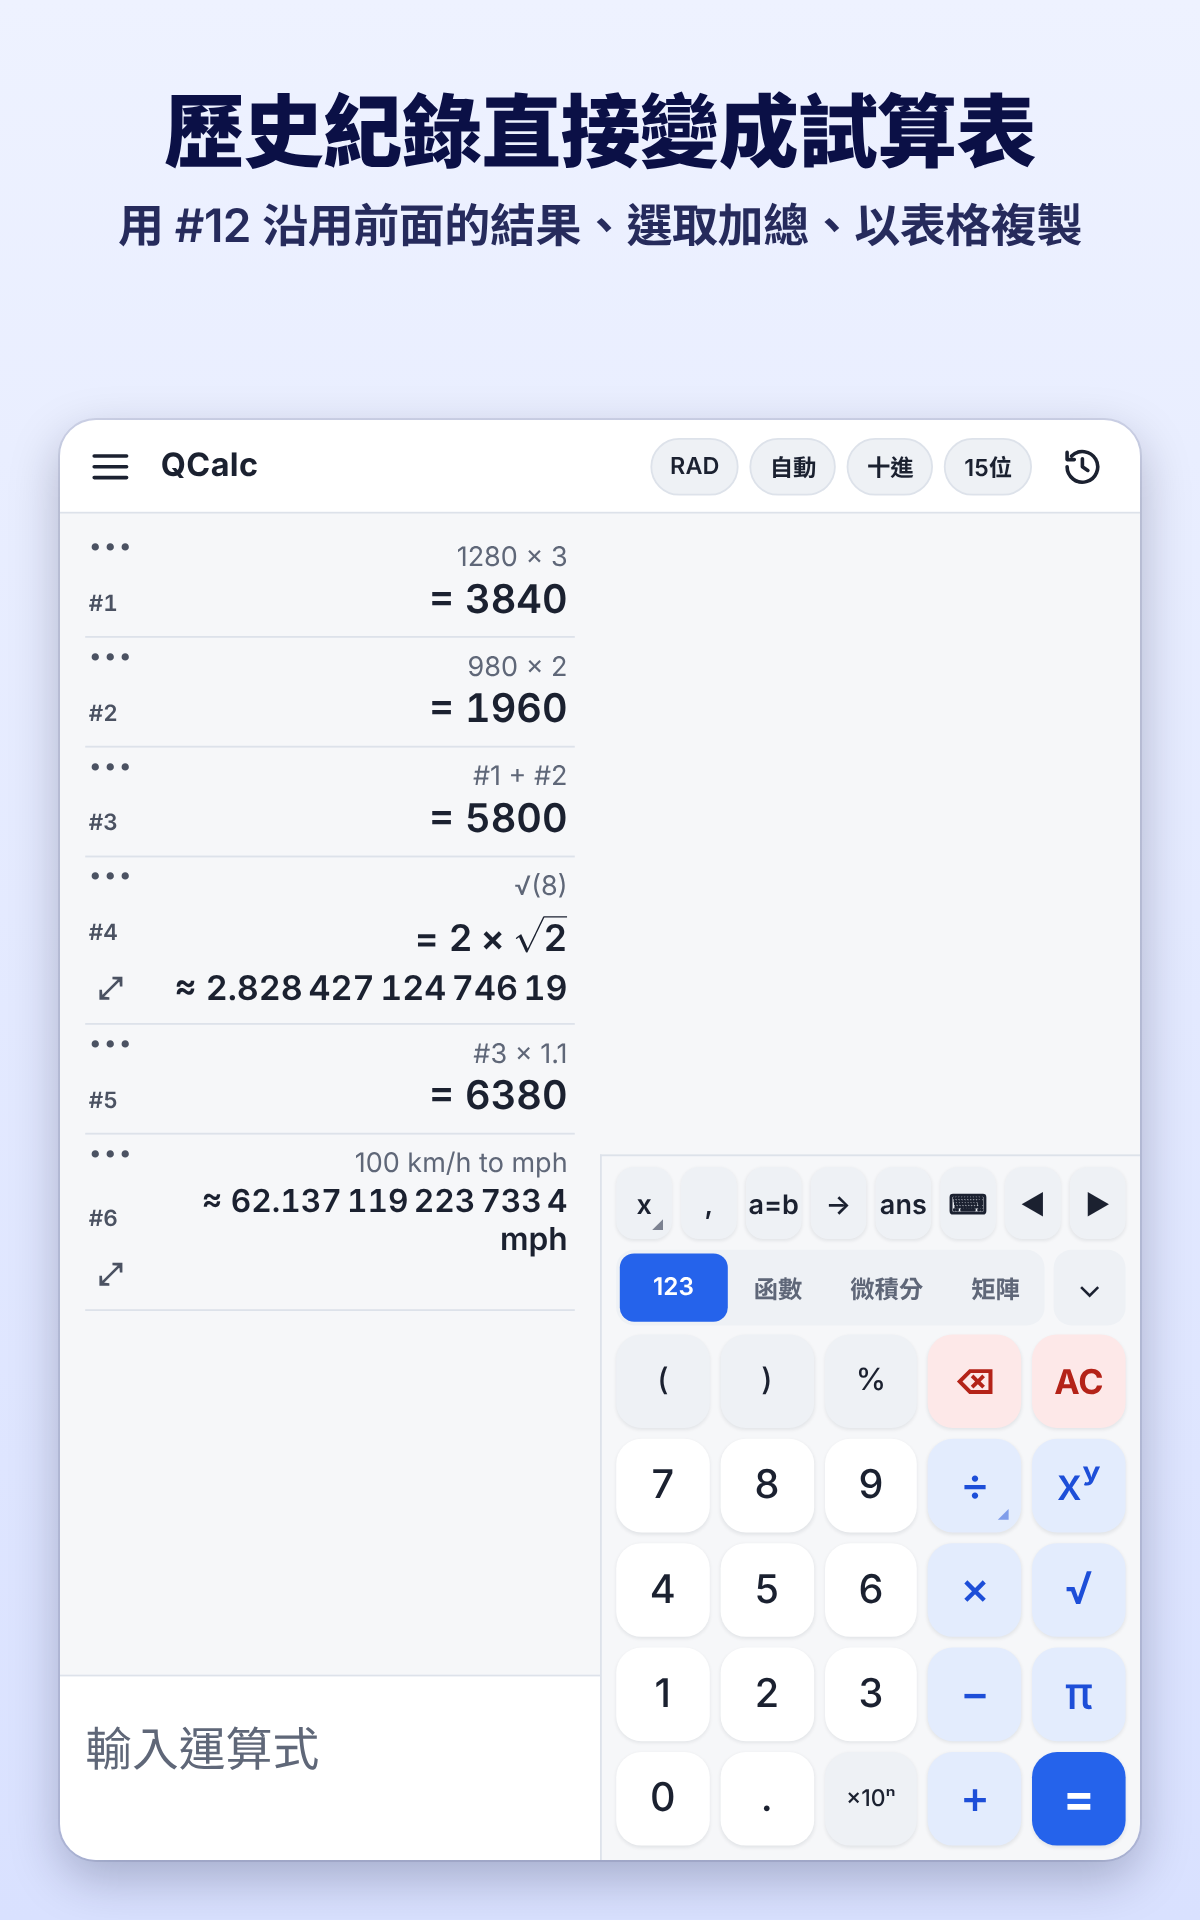 歷史紀錄直接變成試算表
用 #12 沿用前面的結果、選取加總、以表格複製
QCalc
RAD 自動 十進 15位
1280 × 3
#1 = 3840
980 × 2
#2 = 1960
#1 + #2
#3 = 5800
√(8)
#4 = 2 × √2
≈ 2.828 427 124 746 19
#3 × 1.1
#5 = 6380
100 km/h to mph
#6 ≈ 62.137 119 223 733 4
mph
x , a=b → ans ⌨ ◀ ▶
123 函數 微積分 矩陣
( ) % ⌫ AC
7 8 9 ÷ xʸ
4 5 6 × √
1 2 3 − π
0 . ×10ⁿ + =
輸入運算式